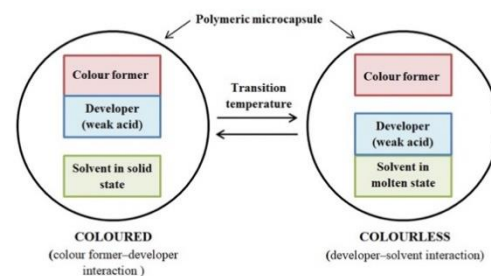 Polymeric microcapsule
Colour former
Developer
(weak acid)
Solvent in solid
state
COLOURED
(colour former–developer
interaction )
Transition
temperature
Colour former
Developer
(weak acid)
Solvent in
molten state
COLOURLESS
(developer–solvent interaction)